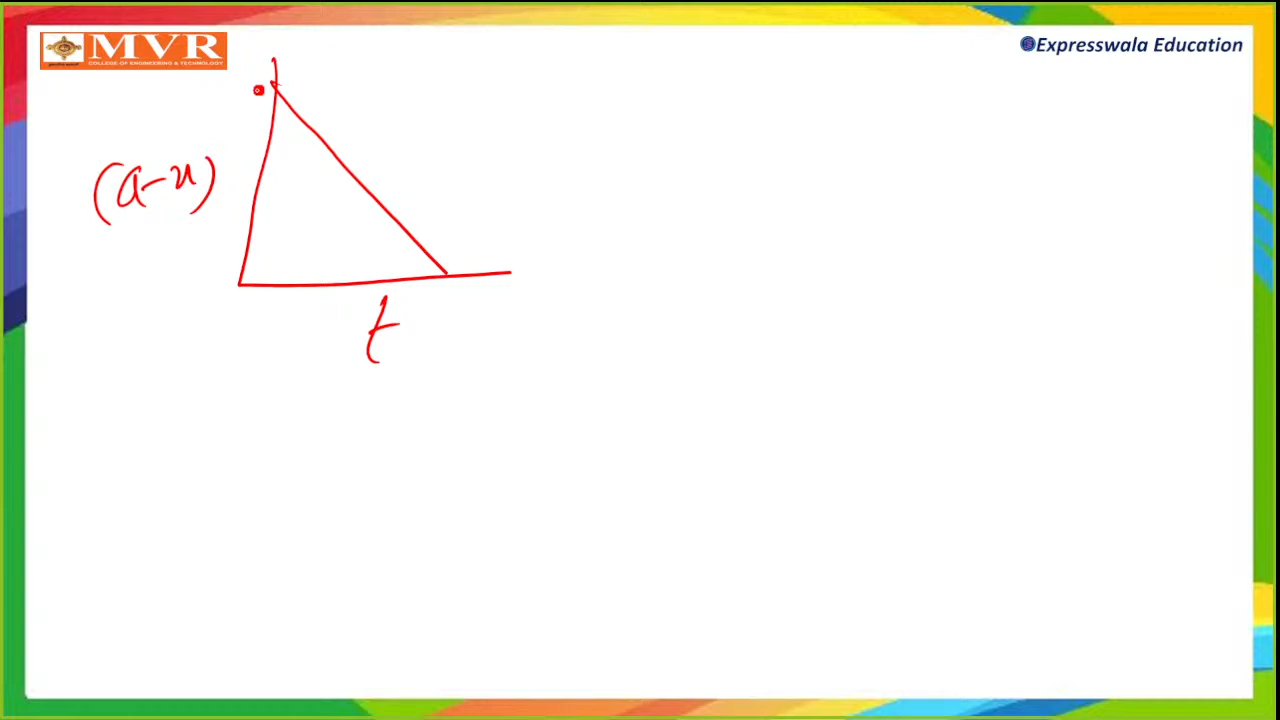 MVR
COLLEGE OF ENGINEERING & TECHNOLOGY
Expresswala Education
(a-x)
t